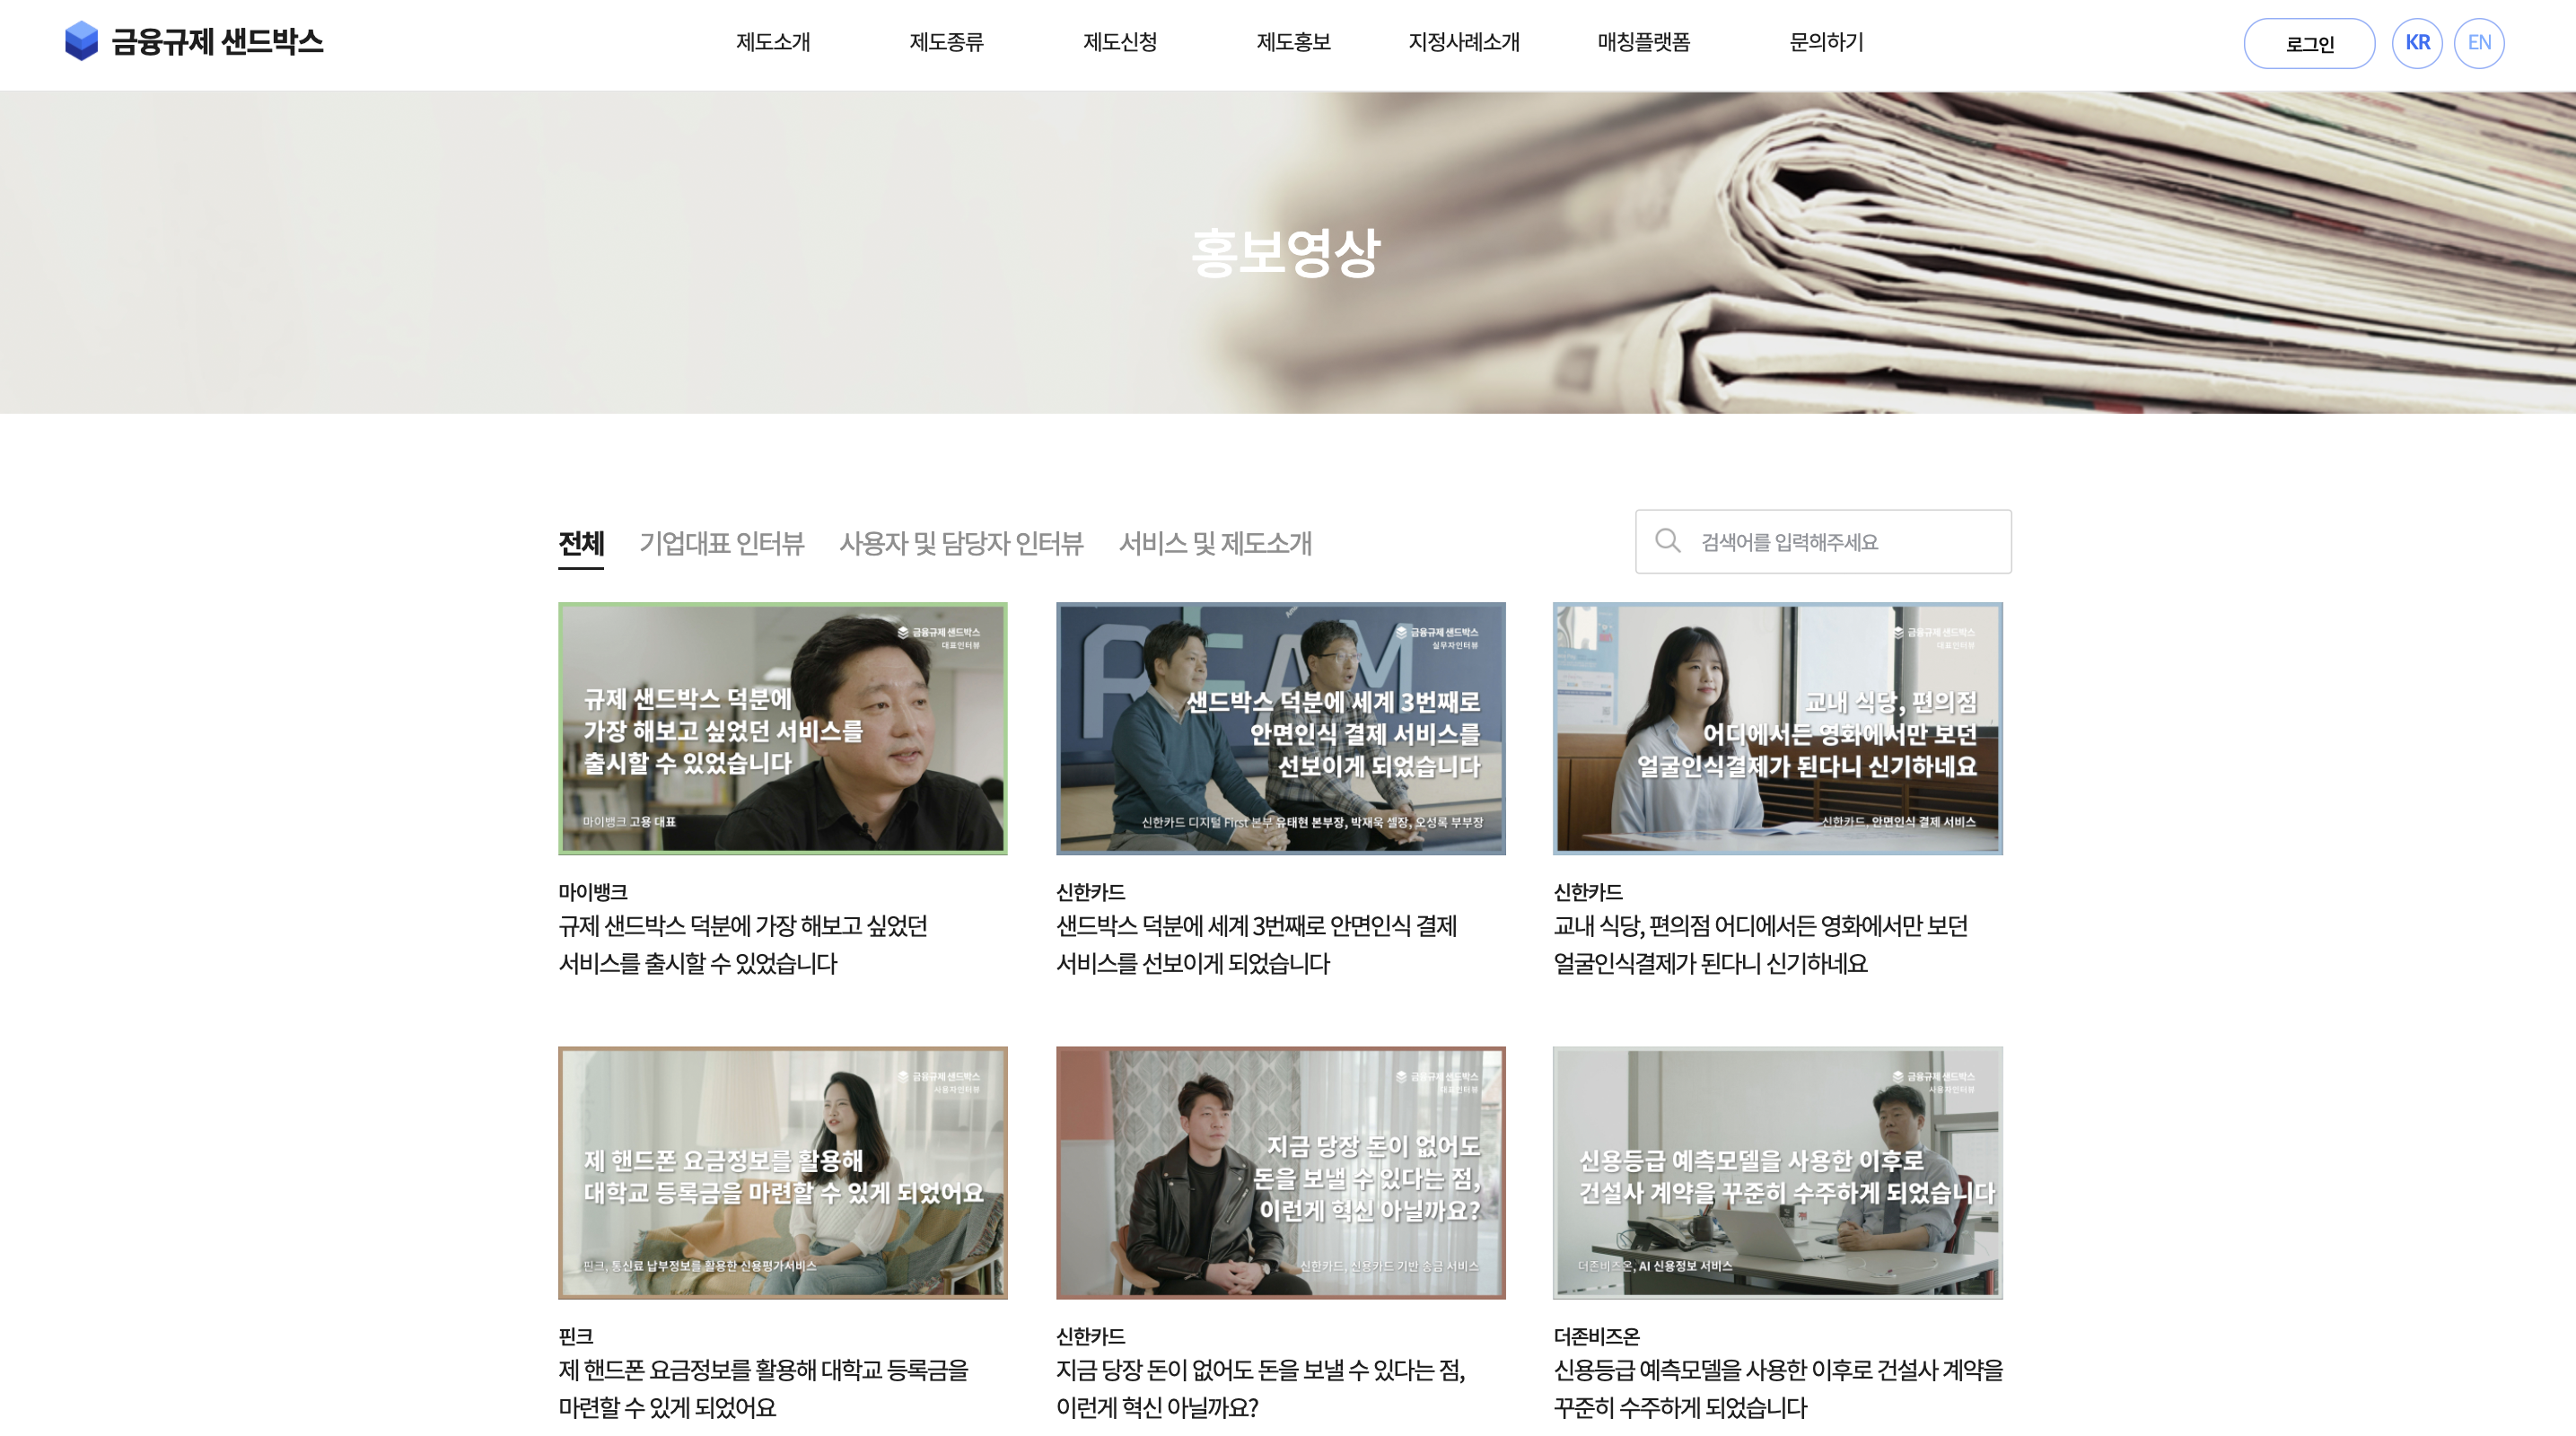 금융규제 샌드박스
제도소개
제도종류
제도신청
제도홍보
지정사례소개
매칭플랫폼
문의하기
로그인
KR
EN
홍보영상
전체
기업대표 인터뷰
사용자 및 담당자 인터뷰
서비스 및 제도소개
검색어를 입력해주세요
금융규제 샌드박스
대표인터뷰
규제 샌드박스 덕분에
가장 해보고 싶었던 서비스를
출시할 수 있었습니다
마이뱅크 고용 대표
마이뱅크
규제 샌드박스 덕분에 가장 해보고 싶었던
서비스를 출시할 수 있었습니다
REAM
금융규제 샌드박스
실무자인터뷰
샌드박스 덕분에 세계 3번째로
안면인식 결제 서비스를
선보이게 되었습니다
신한카드 디지털 First 본부 유태현 본부장, 박재욱 셀장, 오성록 부부장
신한카드
샌드박스 덕분에 세계 3번째로 안면인식 결제
서비스를 선보이게 되었습니다
금융규제 샌드박스
대표인터뷰
교내 식당, 편의점
어디에서든 영화에서만 보던
얼굴인식결제가 된다니 신기하네요
신한카드, 안면인식 결제 서비스
신한카드
교내 식당, 편의점 어디에서든 영화에서만 보던
얼굴인식결제가 된다니 신기하네요
금융규제 샌드박스
사용자인터뷰
제 핸드폰 요금정보를 활용해
대학교 등록금을 마련할 수 있게 되었어요
핀크, 통신료 납부정보를 활용한 신용평가서비스
핀크
제 핸드폰 요금정보를 활용해 대학교 등록금을
마련할 수 있게 되었어요
금융규제 샌드박스
대표인터뷰
지금 당장 돈이 없어도
돈을 보낼 수 있다는 점,
이런게 혁신 아닐까요?
신한카드, 신용카드 기반 송금 서비스
신한카드
지금 당장 돈이 없어도 돈을 보낼 수 있다는 점,
이런게 혁신 아닐까요?
금융규제 샌드박스
사용자인터뷰
신용등급 예측모델을 사용한 이후로
건설사 계약을 꾸준히 수주하게 되었습니다
더존비즈온, AI 신용정보 서비스
더존비즈온
신용등급 예측모델을 사용한 이후로 건설사 계약을
꾸준히 수주하게 되었습니다